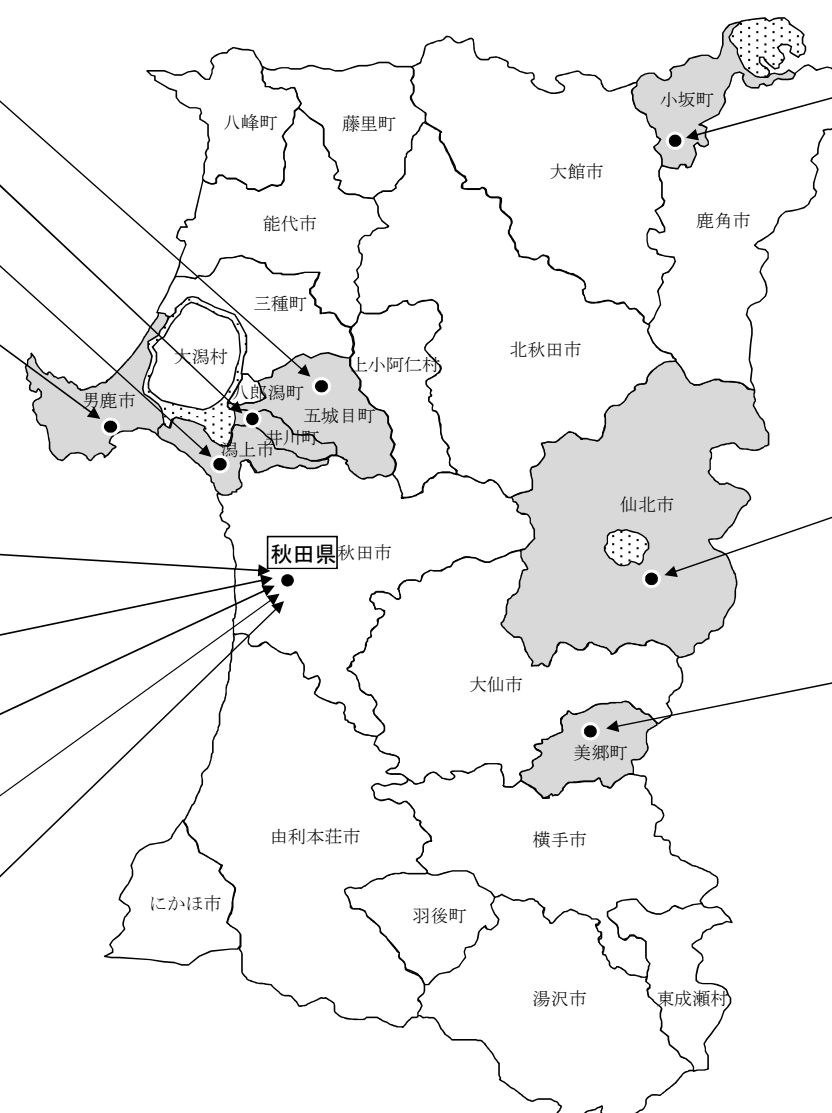 小坂町
八峰町
藤里町
大館市
鹿角市
能代市
三種町
大潟村
上小阿仁村
北秋田市
八郎潟町
男鹿市
五城目町
井川町
潟上市
仙北市
秋田県
秋田市
大仙市
美郷町
由利本荘市
横手市
にかほ市
羽後町
湯沢市
東成瀬村